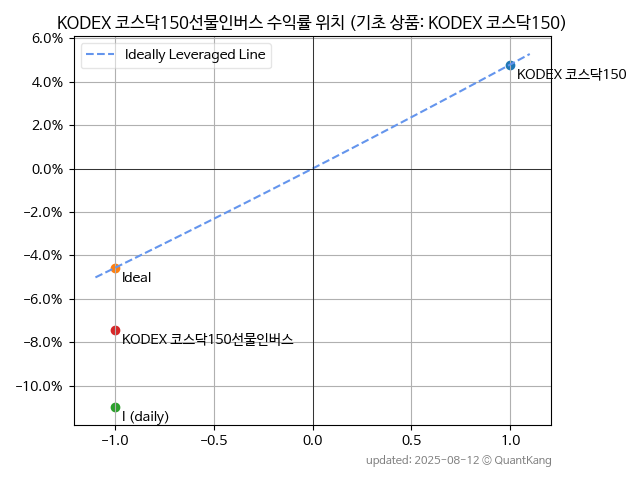 KODEX 코스닥150선물인버스 수익률 위치 (기초 상품: KODEX 코스닥150)
6.0%
Ideally Leveraged Line
4.0%
KODEX 코스닥150
2.0%
0.0%
−2.0%
−4.0%
Ideal
−6.0%
KODEX 코스닥150선물인버스
−8.0%
−10.0%
I (daily)
−1.0
−0.5
0.0
0.5
1.0
updated: 2025-08-12 © QuantKang